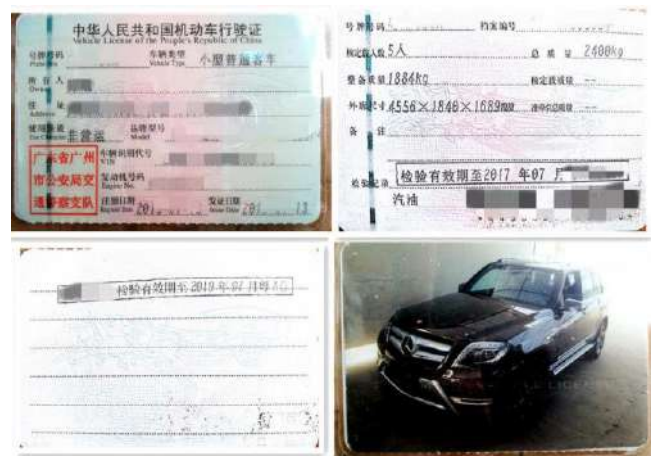 中华人民共和国机动车行驶证
Vehicle License of the People's Republic of China
号牌号码
车辆类型 小型普通客车
Vehicle Type
所有人
Owner
住址
Address
使用性质 非营运 品牌型号
Model
广东省广州
市公安局交
通警察支队
车辆识别代号
VIN
发动机号码
Engine No.
注册日期 201
发证日期 201 13
Issue Date
号牌号码 档案编号
核定载人数 5人 总质量 2400kg
整备质量 1884kg 核定载质量 --
外廓尺寸 4556×1840×1689mm 准牵引总质量 --
备注
检验记录 检验有效期至2017年07月
汽油
检验有效期至2019年07月